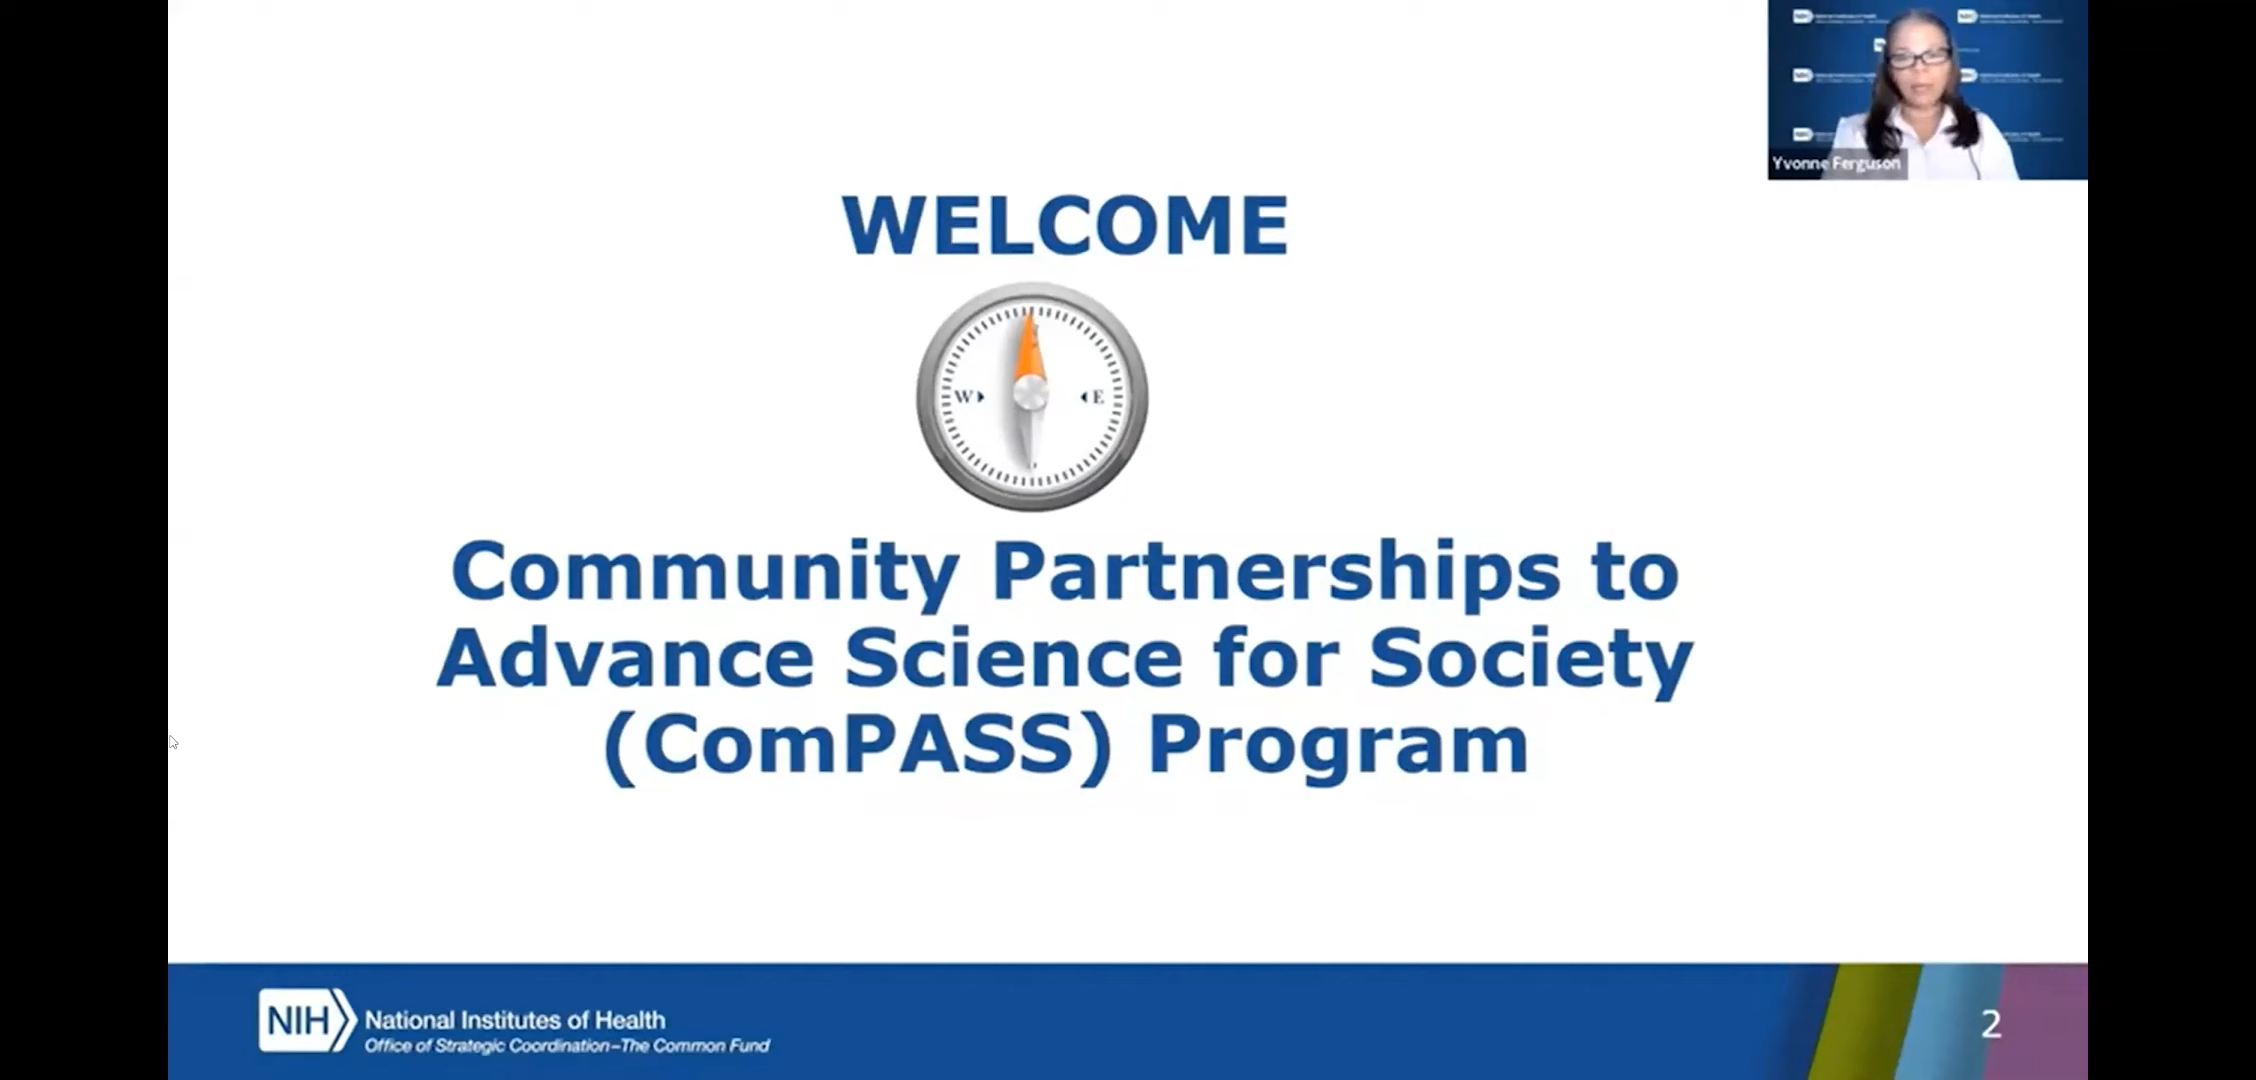 Yvonne Ferguson
WELCOME
W
E
Community Partnerships to
Advance Science for Society
(ComPASS) Program
NIH
National Institutes of Health
Office of Strategic Coordination–The Common Fund
2